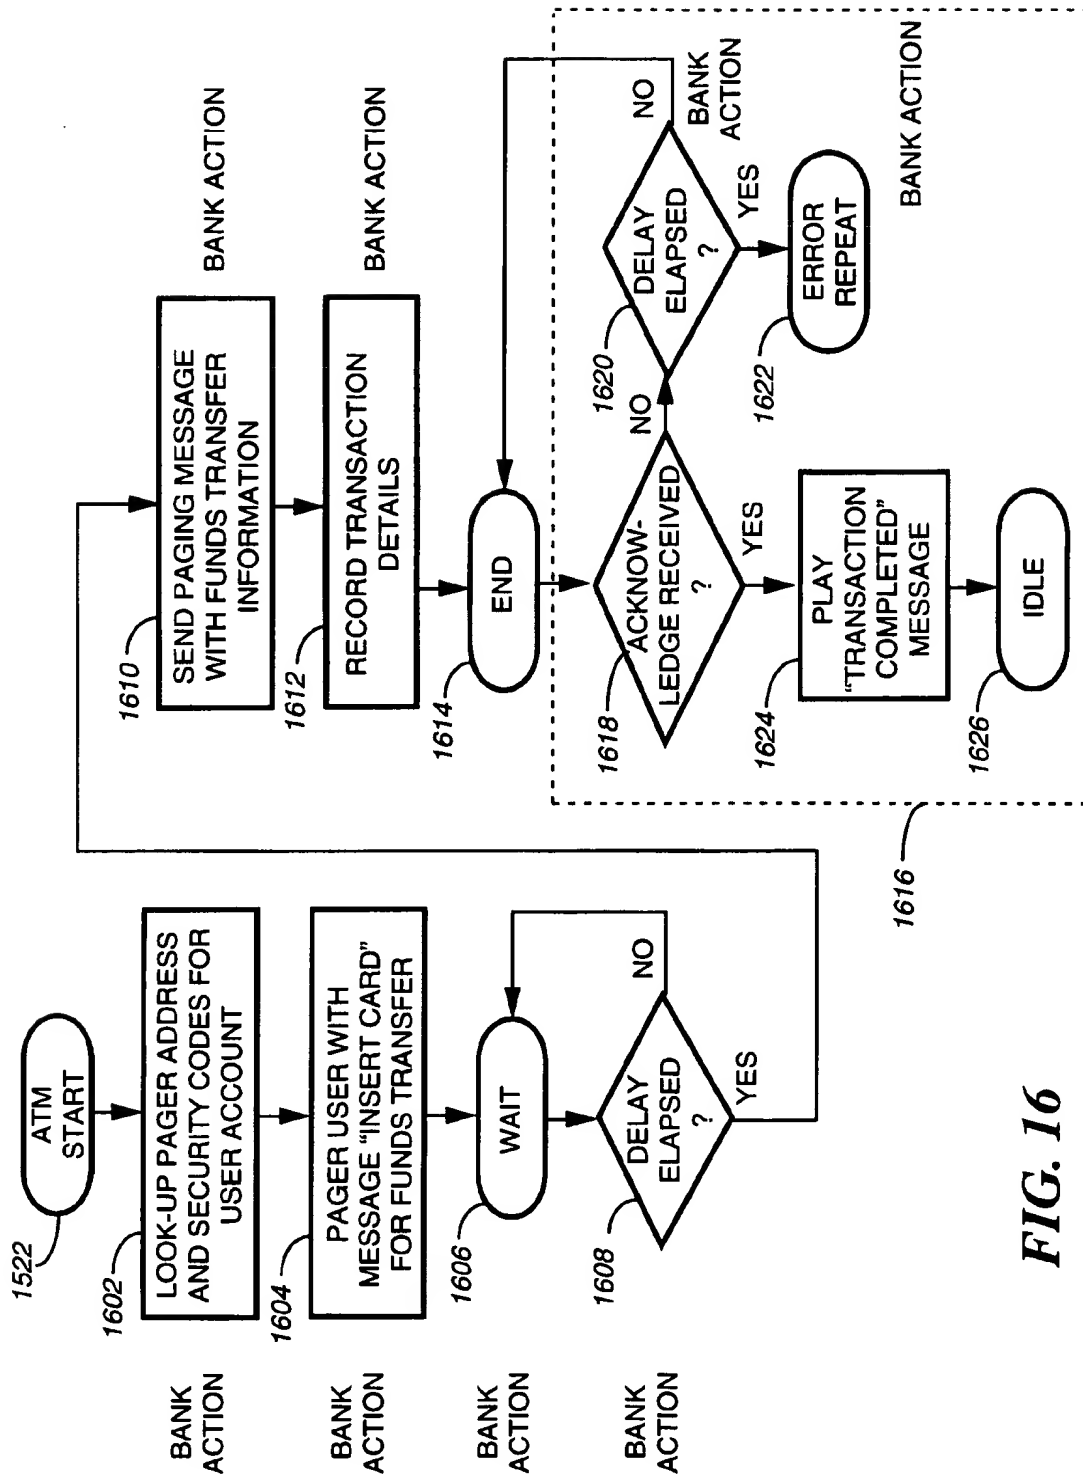 ATM
START
1522
LOOK-UP PAGER ADDRESS
AND SECURITY CODES FOR
USER ACCOUNT
1602
BANK
ACTION
PAGER USER WITH
MESSAGE "INSERT CARD"
FOR FUNDS TRANSFER
1604
BANK
ACTION
WAIT
1606
BANK
ACTION
DELAY
ELAPSED
?
1608
BANK
ACTION
NO
YES
SEND PAGING MESSAGE
WITH FUNDS TRANSFER
INFORMATION
1610
BANK ACTION
RECORD TRANSACTION
DETAILS
1612
BANK ACTION
END
1614
ACKNOW-
LEDGE RECEIVED
?
1618
NO
YES
DELAY
ELAPSED
?
1620
NO
BANK
ACTION
YES
ERROR
REPEAT
1622
PLAY
"TRANSACTION
COMPLETED"
MESSAGE
1624
IDLE
1626
BANK ACTION
1616
FIG. 16